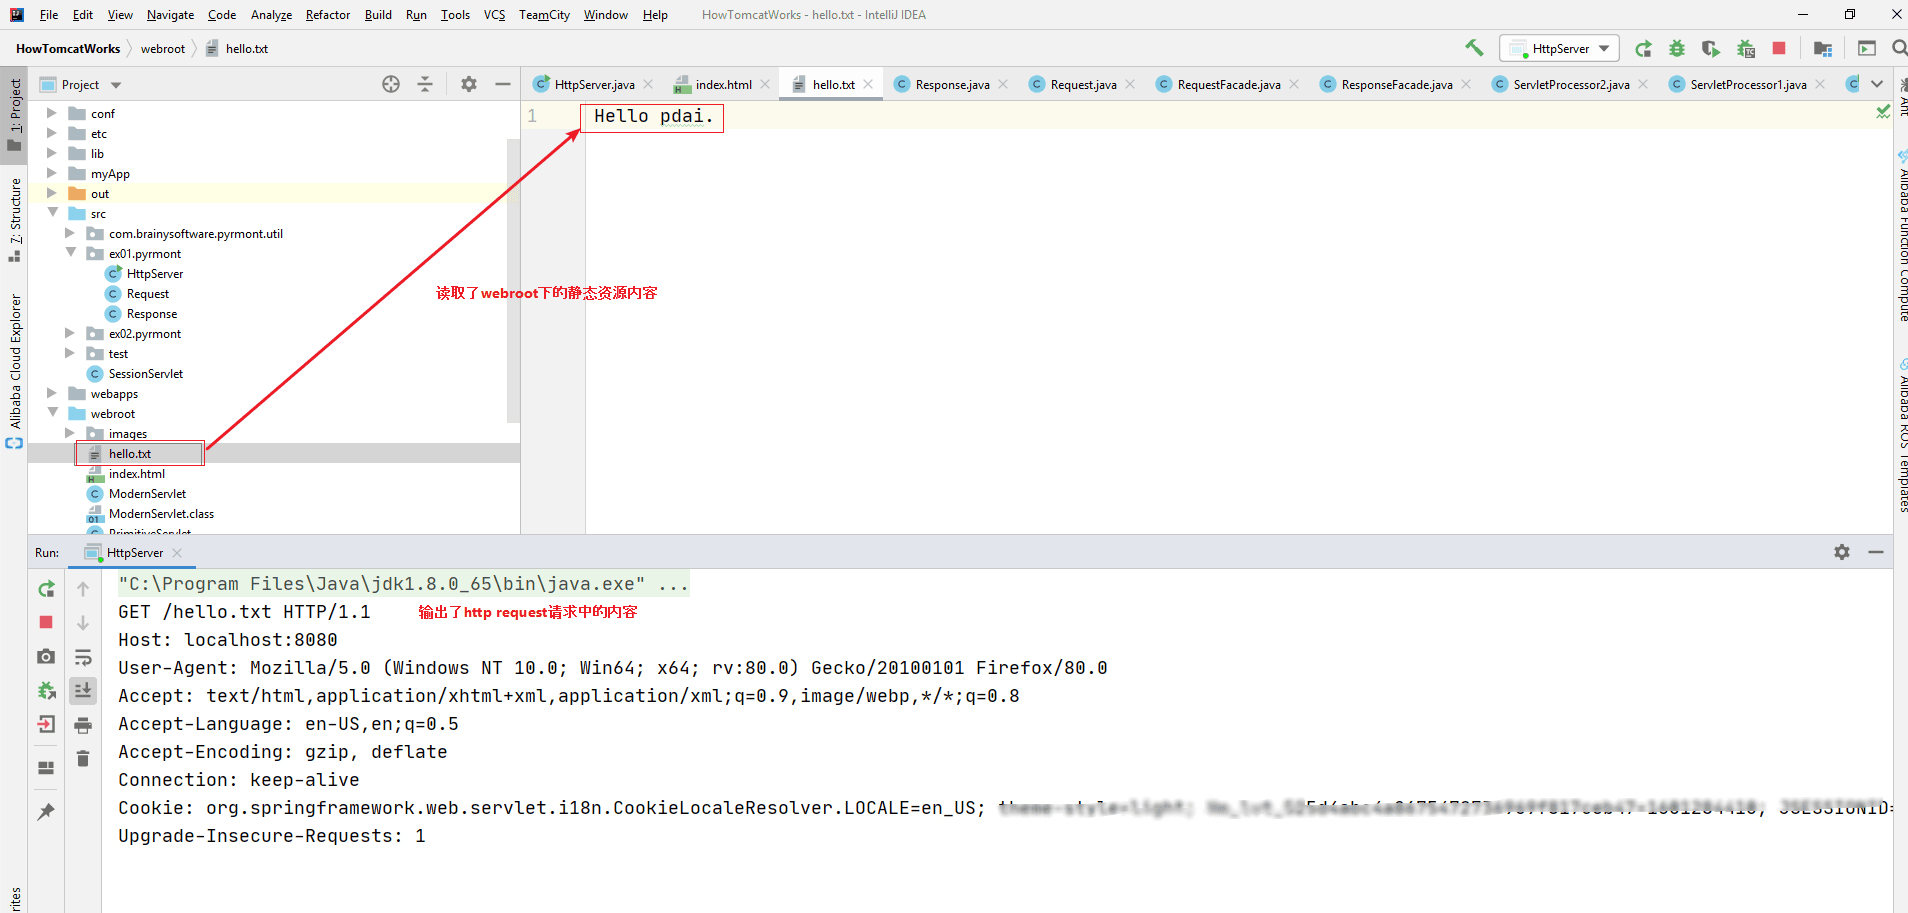 File Edit View Navigate Code Analyze Refactor Build Run Tools VCS TeamCity Window Help HowTomcatWorks - hello.txt - IntelliJ IDEA
HowTomcatWorks webroot hello.txt HttpServer
Project
HttpServer.java index.html hello.txt Response.java Request.java RequestFacade.java ResponseFacade.java ServletProcessor2.java ServletProcessor1.java
1: Project
7: Structure
Alibaba Cloud Explorer
conf
etc
lib
myApp
out
src
com.brainysoftware.pyrmont.util
ex01.pyrmont
HttpServer
Request
Response
ex02.pyrmont
test
SessionServlet
webapps
webroot
images
hello.txt
index.html
ModernServlet
ModernServlet.class
PrimitiveServlet
1 Hello pdai.
读取了webroot下的静态资源内容
Ant
Alibaba Function Compute
Alibaba ROS Templates
Run: HttpServer
"C:\Program Files\Java\jdk1.8.0_65\bin\java.exe" ...
GET /hello.txt HTTP/1.1 输出了http request请求中的内容
Host: localhost:8080
User-Agent: Mozilla/5.0 (Windows NT 10.0; Win64; x64; rv:80.0) Gecko/20100101 Firefox/80.0
Accept: text/html,application/xhtml+xml,application/xml;q=0.9,image/webp,*/*;q=0.8
Accept-Language: en-US,en;q=0.5
Accept-Encoding: gzip, deflate
Connection: keep-alive
Cookie: org.springframework.web.servlet.i18n.CookieLocaleResolver.LOCALE=en_US;
Upgrade-Insecure-Requests: 1